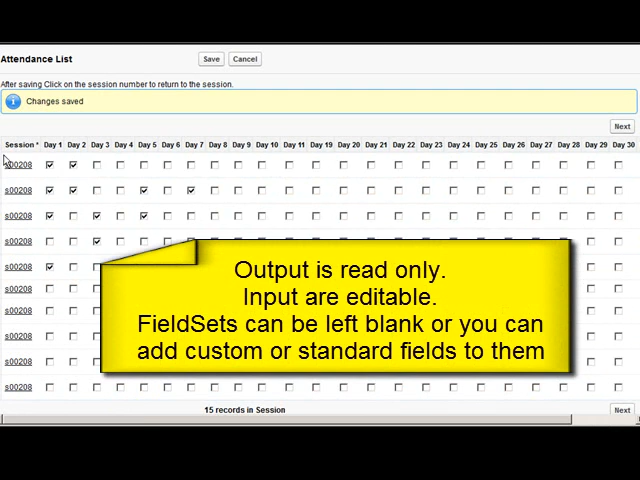 Attendance List Save Cancel
After saving Click on the session number to return to the session.
Changes saved
Next
Session * Day 1 Day 2 Day 3 Day 4 Day 5 Day 6 Day 7 Day 8 Day 9 Day 10 Day 11 Day 19 Day 20 Day 21 Day 22 Day 23 Day 24 Day 25 Day 26 Day 27 Day 28 Day 29 Day 30
s00208
s00208
s00208
s00208
s00208
s00208
s00208
s00208
s00208
s00208
Output is read only.
Input are editable.
FieldSets can be left blank or you can
add custom or standard fields to them
15 records in Session Next